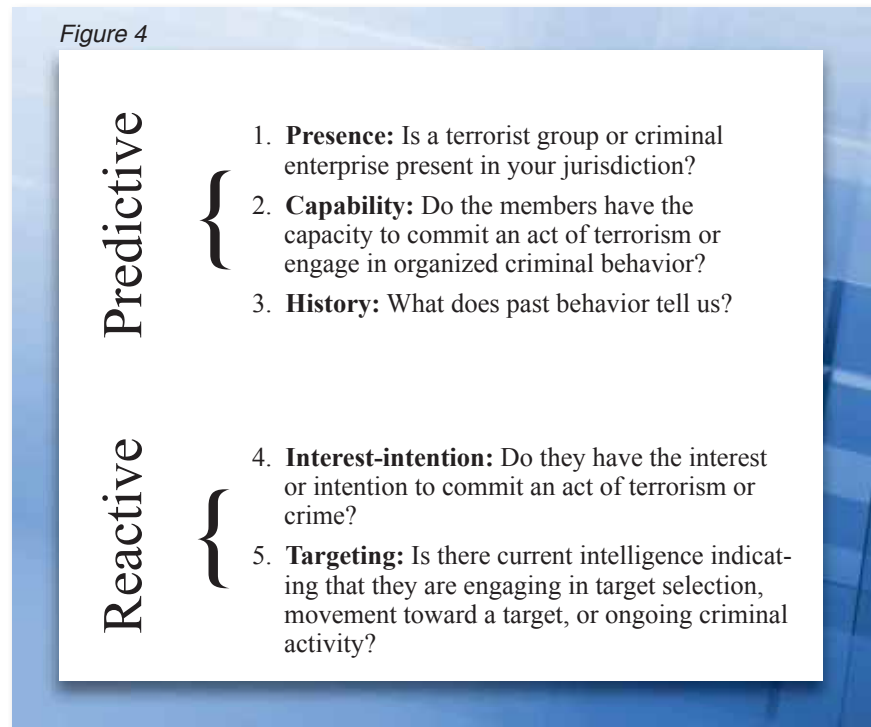 Figure 4
Predictive
{
1. Presence: Is a terrorist group or criminal
enterprise present in your jurisdiction?
2. Capability: Do the members have the
capacity to commit an act of terrorism or
engage in organized criminal behavior?
3. History: What does past behavior tell us?
Reactive
{
4. Interest-intention: Do they have the interest
or intention to commit an act of terrorism or
crime?
5. Targeting: Is there current intelligence indicat-
ing that they are engaging in target selection,
movement toward a target, or ongoing criminal
activity?